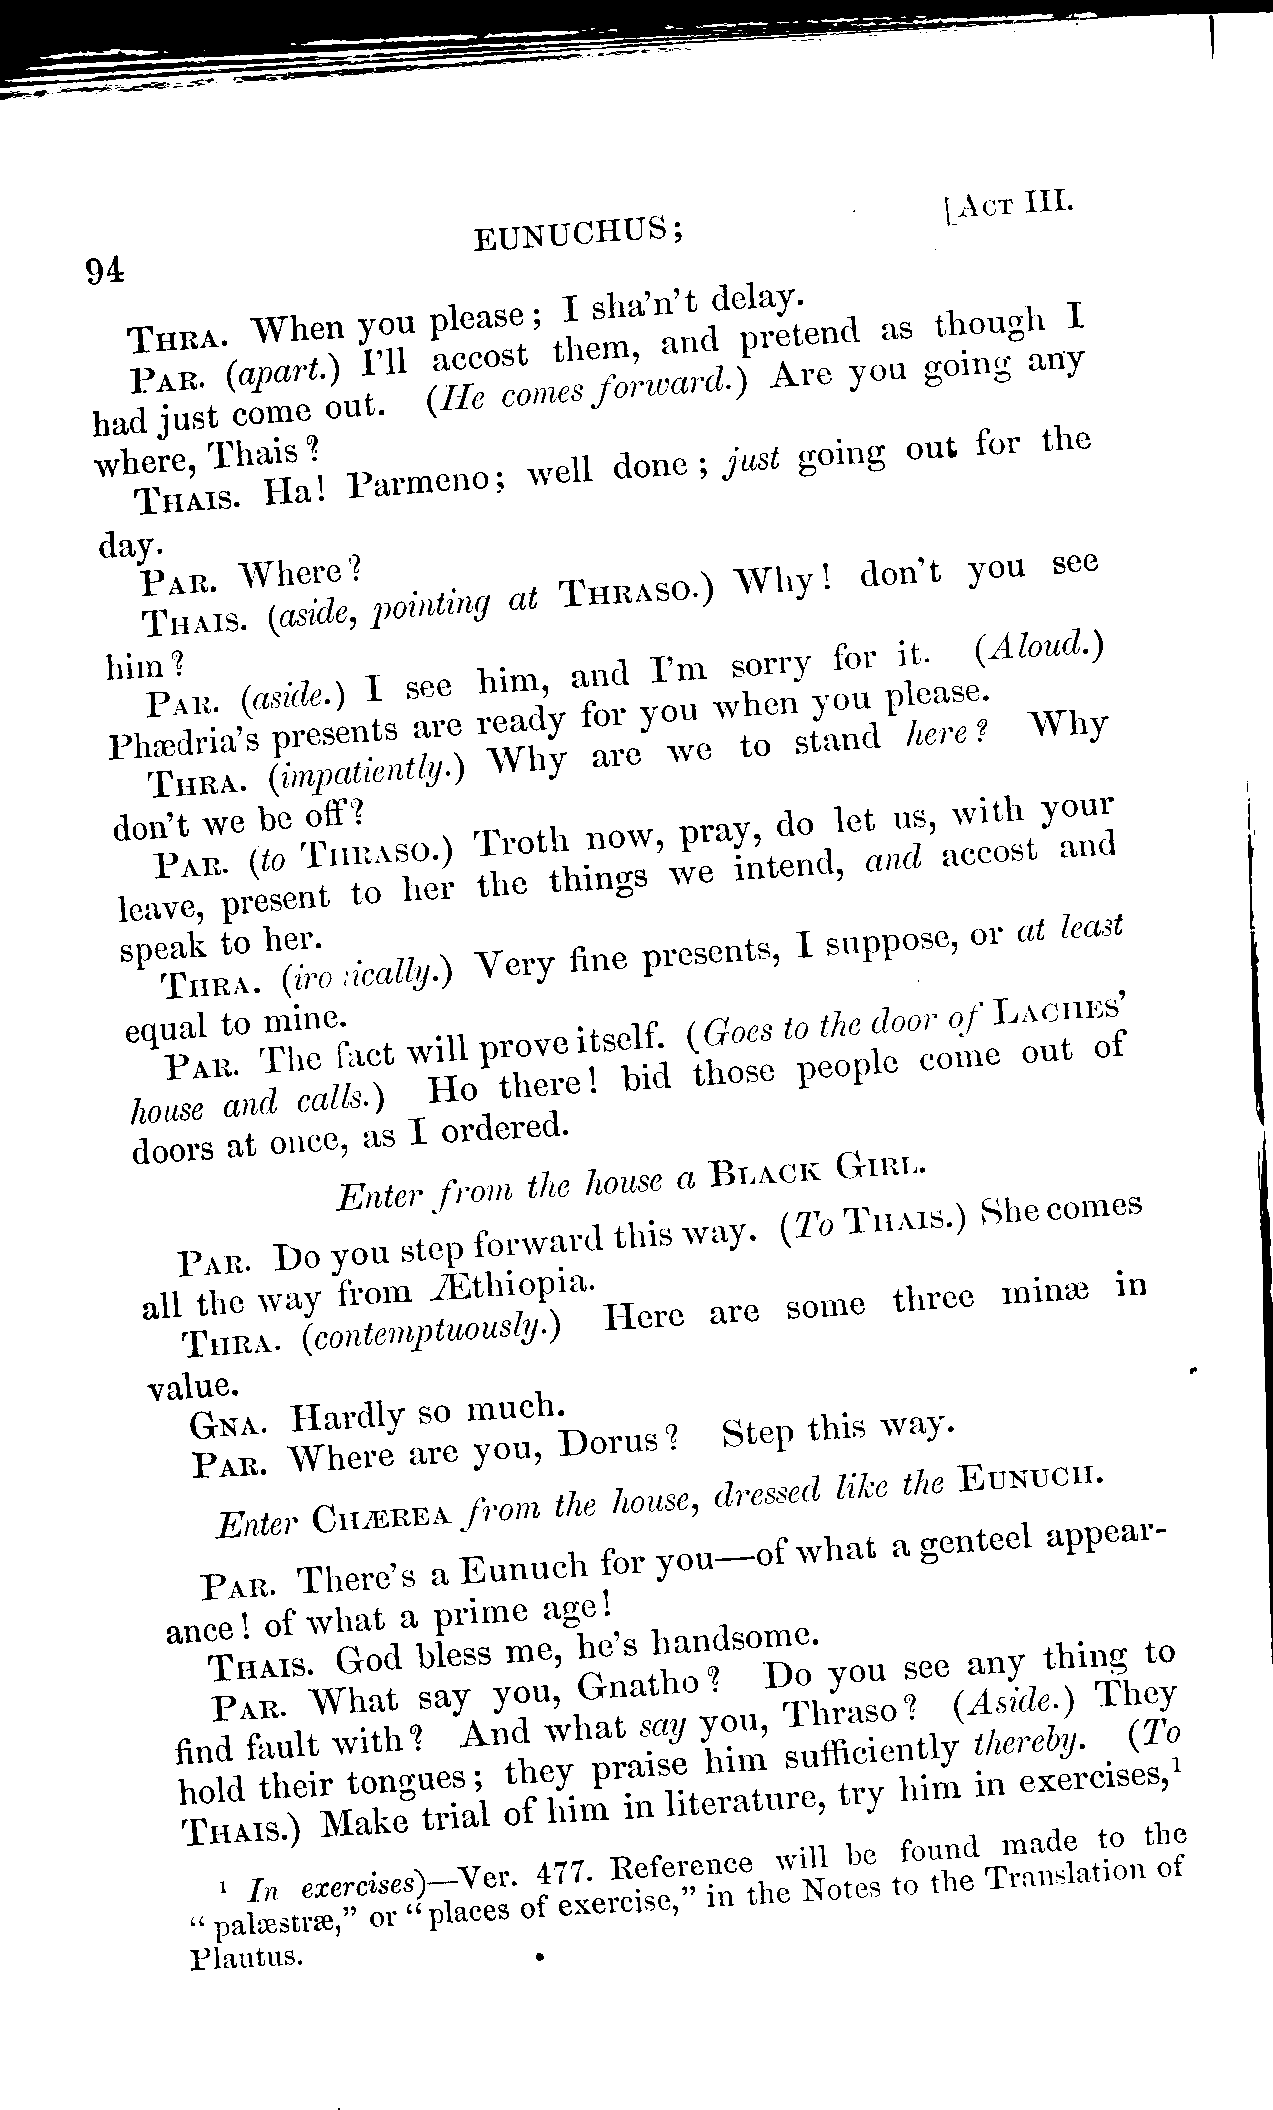 94 EUNUCHUS; [ACT III.
THRA. When you please; I sha'n't delay.
PAR. (apart.) I'll accost them, and pretend as though I
had just come out. (He comes forward.) Are you going any
where, Thais?
THAIS. Ha! Parmeno; well done; just going out for the
day.
PAR. Where?
THAIS. (aside, pointing at THRASO.) Why! don't you see
him?
PAR. (aside.) I see him, and I'm sorry for it. (Aloud.)
Phædria's presents are ready for you when you please.
THRA. (impatiently.) Why are we to stand here? Why
don't we be off?
PAR. (to THRASO.) Troth now, pray, do let us, with your
leave, present to her the things we intend, and accost and
speak to her.
THRA. (ironically.) Very fine presents, I suppose, or at least
equal to mine.
PAR. The fact will prove itself. (Goes to the door of LACHES'
house and calls.) Ho there! bid those people come out of
doors at once, as I ordered.
Enter from the house a BLACK GIRL.
PAR. Do you step forward this way. (To THAIS.) She comes
all the way from Æthiopia.
THRA. (contemptuously.) Here are some three minæ in
value.
GNA. Hardly so much.
PAR. Where are you, Dorus? Step this way.
Enter CHÆREA from the house, dressed like the EUNUCH.
PAR. There's a Eunuch for you—of what a genteel appear-
ance! of what a prime age!
THAIS. God bless me, he's handsome.
PAR. What say you, Gnatho? Do you see any thing to
find fault with? And what say you, Thraso? (Aside.) They
hold their tongues; they praise him sufficiently thereby. (To
THAIS.) Make trial of him in literature, try him in exercises,¹
¹ In exercises)—Ver. 477. Reference will be found made to the
"palæstræ," or "places of exercise," in the Notes to the Translation of
Plautus.